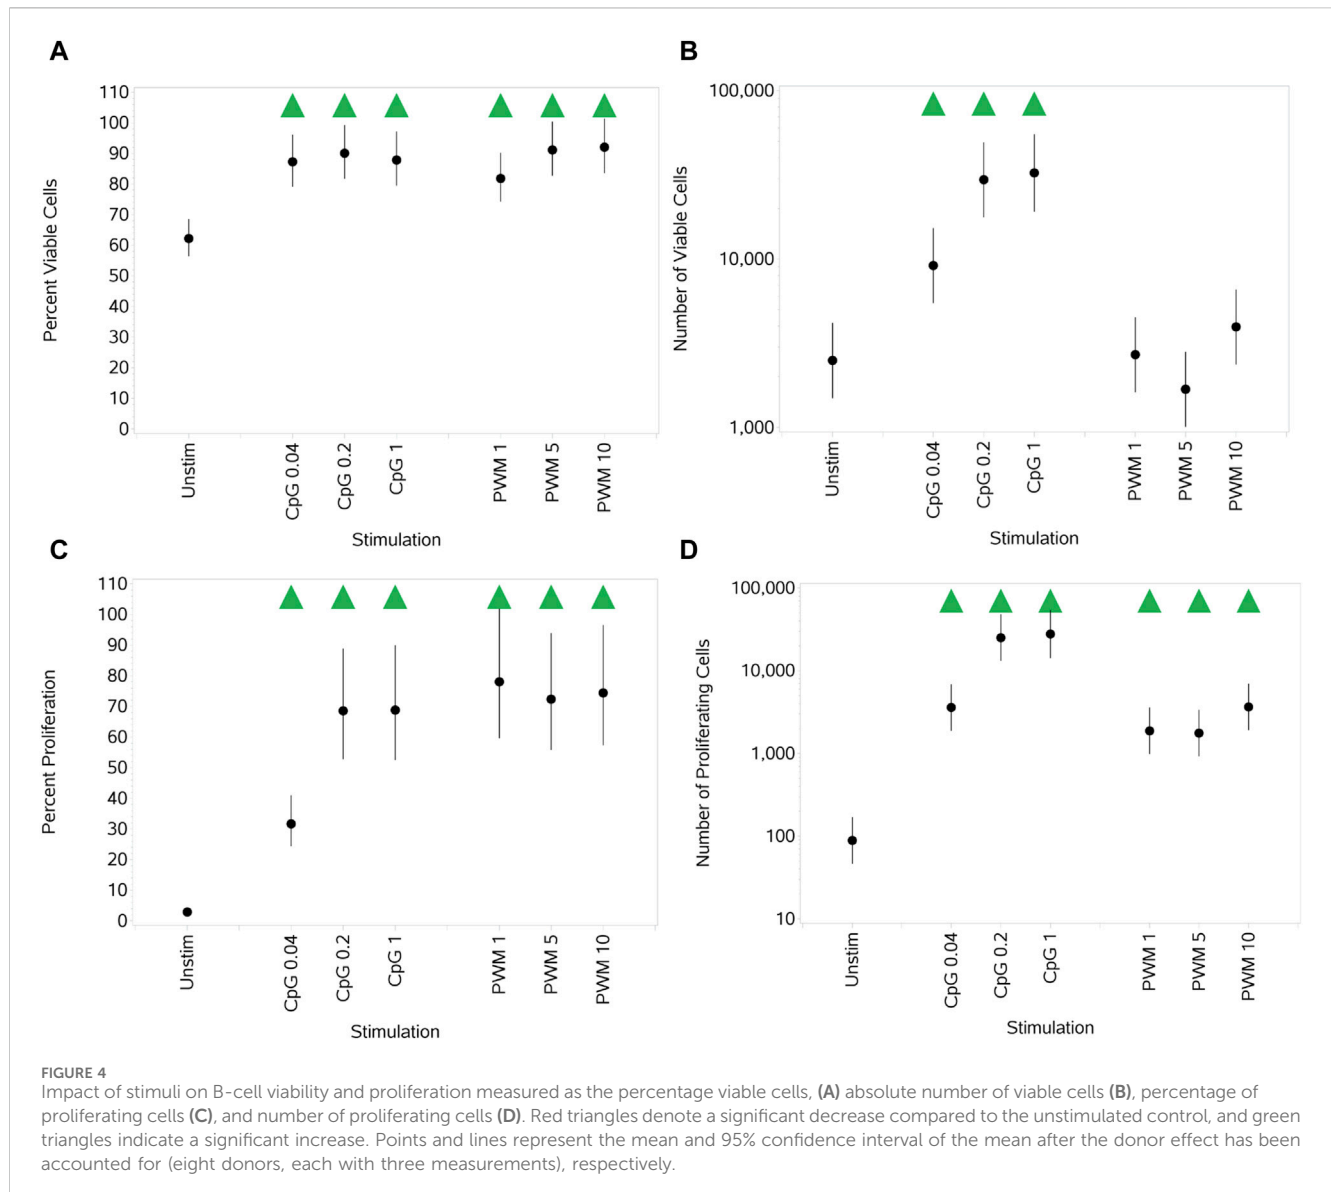 A
110
100
90
80
70
60
50
40
30
20
10
0
Percent Viable Cells
Unstim
CpG 0.04
CpG 0.2
CpG 1
PWM 1
PWM 5
PWM 10
Stimulation
B
100,000
10,000
1,000
Number of Viable Cells
Unstim
CpG 0.04
CpG 0.2
CpG 1
PWM 1
PWM 5
PWM 10
Stimulation
C
110
100
90
80
70
60
50
40
30
20
10
0
Percent Proliferation
Unstim
CpG 0.04
CpG 0.2
CpG 1
PWM 1
PWM 5
PWM 10
Stimulation
D
100,000
10,000
1,000
100
10
Number of Proliferating Cells
Unstim
CpG 0.04
CpG 0.2
CpG 1
PWM 1
PWM 5
PWM 10
Stimulation
FIGURE 4
Impact of stimuli on B-cell viability and proliferation measured as the percentage viable cells, (A) absolute number of viable cells (B), percentage of
proliferating cells (C), and number of proliferating cells (D). Red triangles denote a significant decrease compared to the unstimulated control, and green
triangles indicate a significant increase. Points and lines represent the mean and 95% confidence interval of the mean after the donor effect has been
accounted for (eight donors, each with three measurements), respectively.